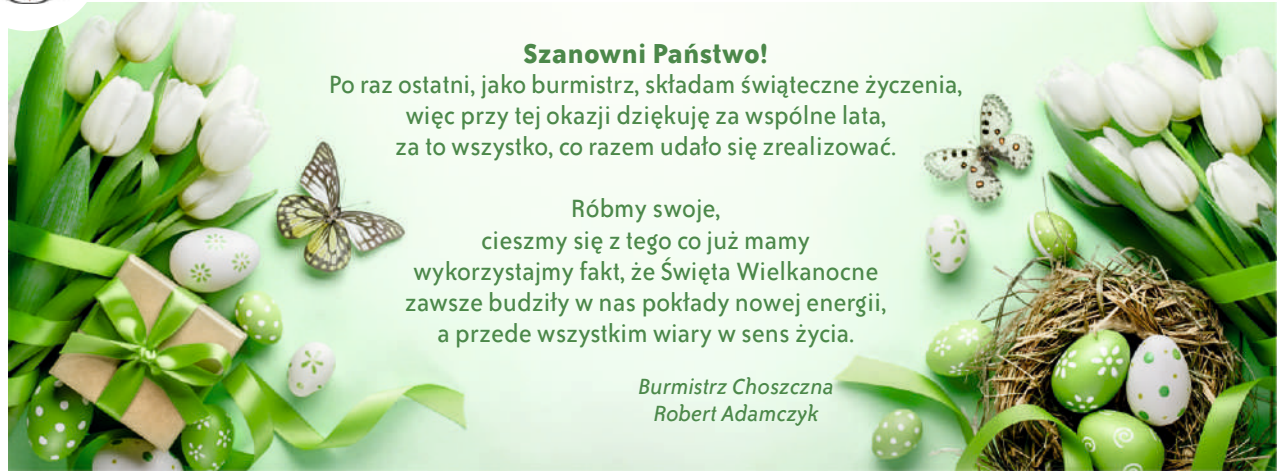 Szanowni Państwo!
Po raz ostatni, jako burmistrz, składam świąteczne życzenia,
więc przy tej okazji dziękuję za wspólne lata,
za to wszystko, co razem udało się zrealizować.
Róbmy swoje,
cieszmy się z tego co już mamy
wykorzystajmy fakt, że Święta Wielkanocne
zawsze budziły w nas pokłady nowej energii,
a przede wszystkim wiary w sens życia.
Burmistrz Choszczna
Robert Adamczyk